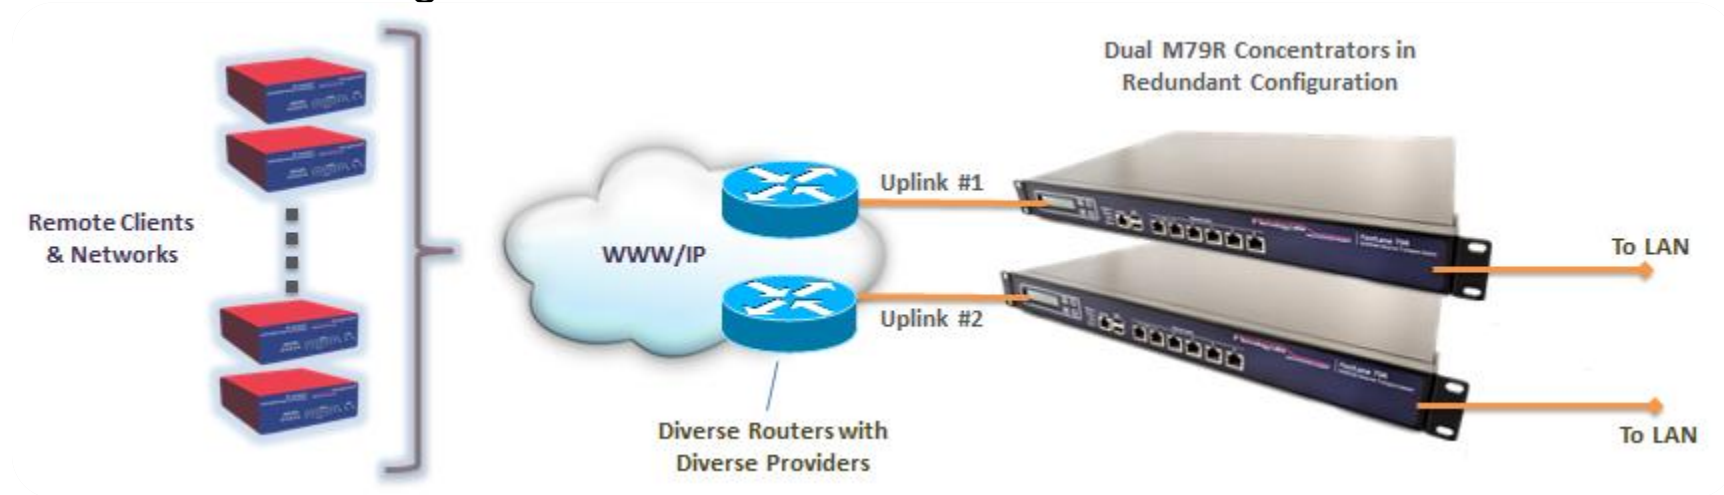 Dual M79R Concentrators in
Redundant Configuration
Remote Clients
& Networks
WWW/IP
Uplink #1
Uplink #2
To LAN
To LAN
Diverse Routers with
Diverse Providers